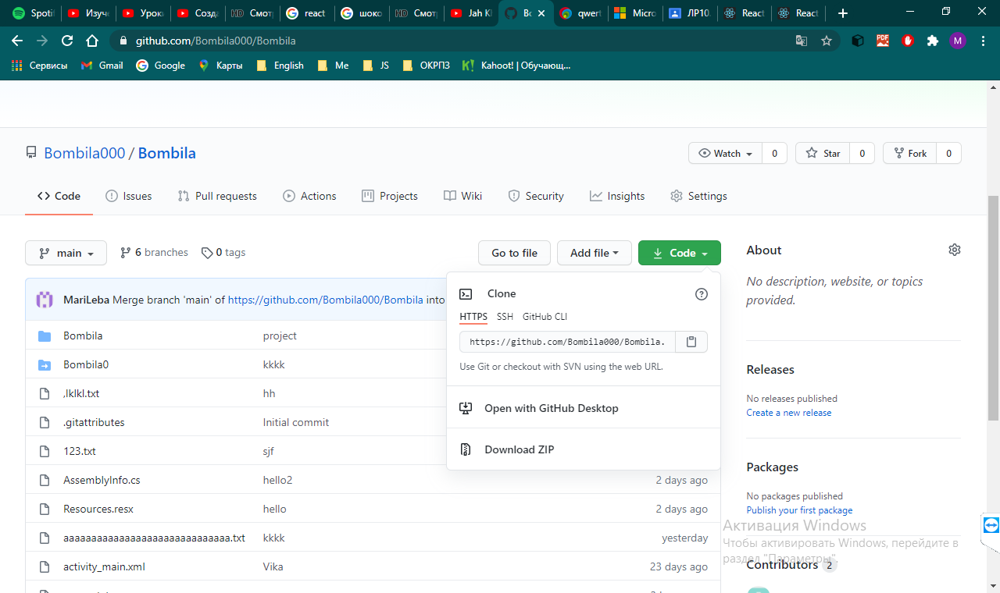 Spoti
Изуче
Урока
Созда
Смотр
react
шоко
Смотр
Jah Kl
Bo
qwert
Micro
ЛР10.
React
React
github.com/Bombila000/Bombila
Сервисы Gmail Google Карты English Me JS ОКРПЗ Kahoot! | Обучающ...
Bombila000 / Bombila
Watch 0 Star 0 Fork 0
Code Issues Pull requests Actions Projects Wiki Security Insights Settings
main 6 branches 0 tags
Go to file Add file Code
MariLeba Merge branch 'main' of https://github.com/Bombila000/Bombila into
Bombila project
Bombila0 kkkk
,lklkl.txt hh
.gitattributes Initial commit
123.txt sjf
AssemblyInfo.cs hello2 2 days ago
Resources.resx hello 2 days ago
aaaaaaaaaaaaaaaaaaaaaaaaaaaaaa.txt kkkk yesterday
activity_main.xml Vika 23 days ago
Clone
HTTPS SSH GitHub CLI
https://github.com/Bombila000/Bombila.
Use Git or checkout with SVN using the web URL.
Open with GitHub Desktop
Download ZIP
About
No description, website, or topics
provided.
Releases
No releases published
Create a new release
Packages
No packages published
Publish your first package
Активация Windows
Чтобы активировать Windows, перейдите в
раздел "Параметры".
Contributors 2